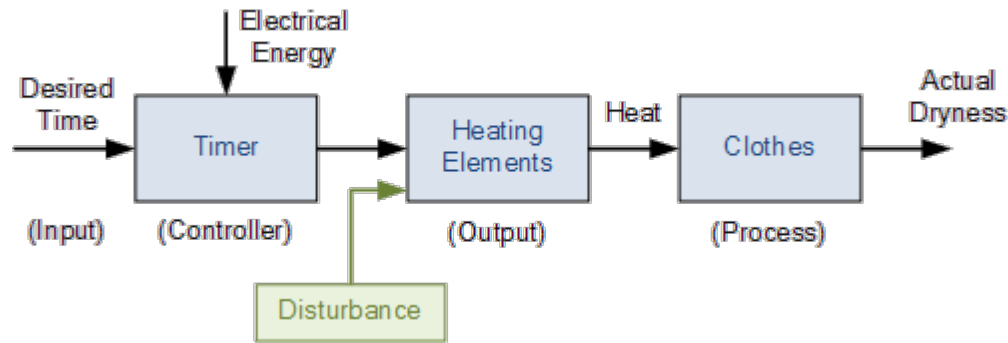 Electrical
Energy
Desired
Time
Timer
Heating
Elements
Heat
Clothes
Actual
Dryness
(Input)
(Controller)
(Output)
(Process)
Disturbance